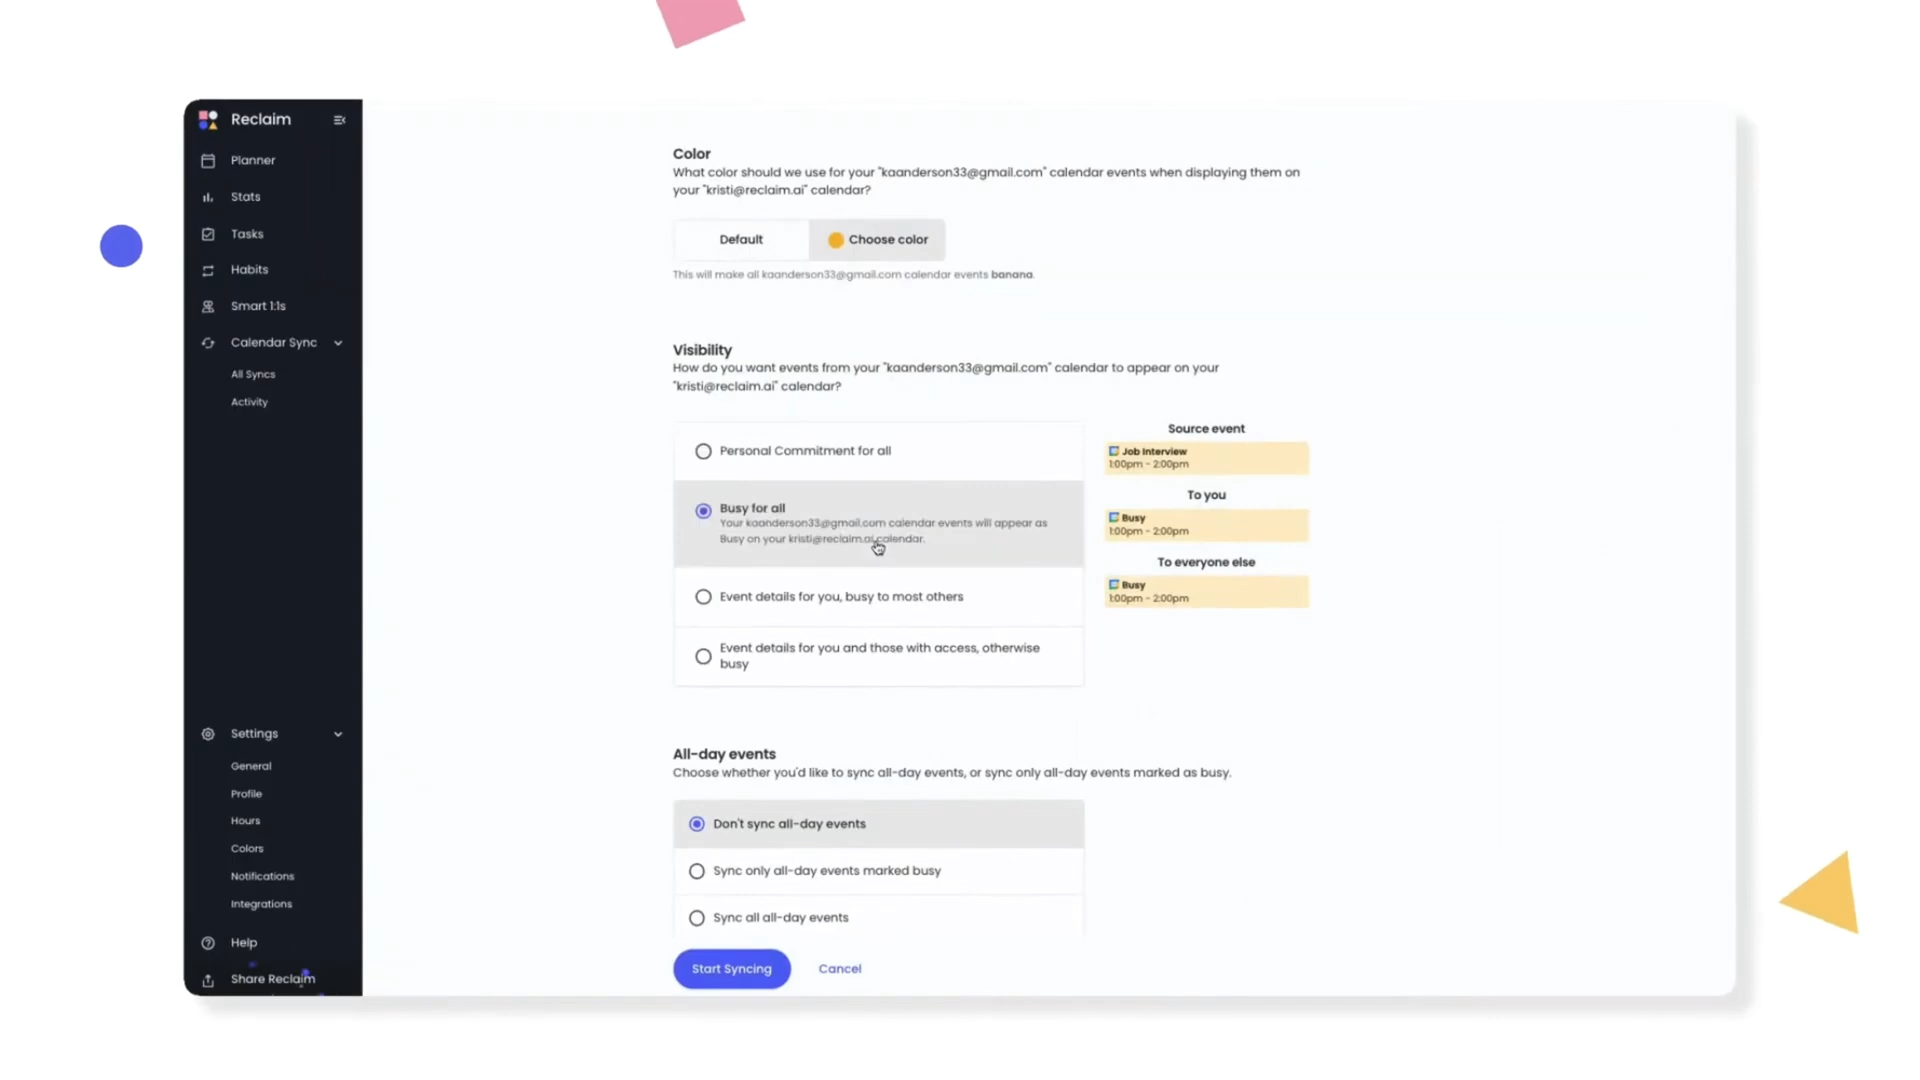 Reclaim
Planner
Stats
Tasks
Habits
Smart 1:1s
Calendar Sync
All Syncs
Activity
Settings
General
Profile
Hours
Colors
Notifications
Integrations
Help
Share Reclaim
Color
What color should we use for your "kaanderson33@gmail.com" calendar events when displaying them on
your "kristi@reclaim.ai" calendar?
Default
Choose color
This will make all kaanderson33@gmail.com calendar events banana.
Visibility
How do you want events from your "kaanderson33@gmail.com" calendar to appear on your
"kristi@reclaim.ai" calendar?
Personal Commitment for all
Busy for all
Your kaanderson33@gmail.com calendar events will appear as
Busy on your kristi@reclaim.ai calendar.
Event details for you, busy to most others
Event details for you and those with access, otherwise
busy
Source event
Job Interview
1:00pm - 2:00pm
To you
Busy
1:00pm - 2:00pm
To everyone else
Busy
1:00pm - 2:00pm
All-day events
Choose whether you'd like to sync all-day events, or sync only all-day events marked as busy.
Don't sync all-day events
Sync only all-day events marked busy
Sync all all-day events
Start Syncing
Cancel